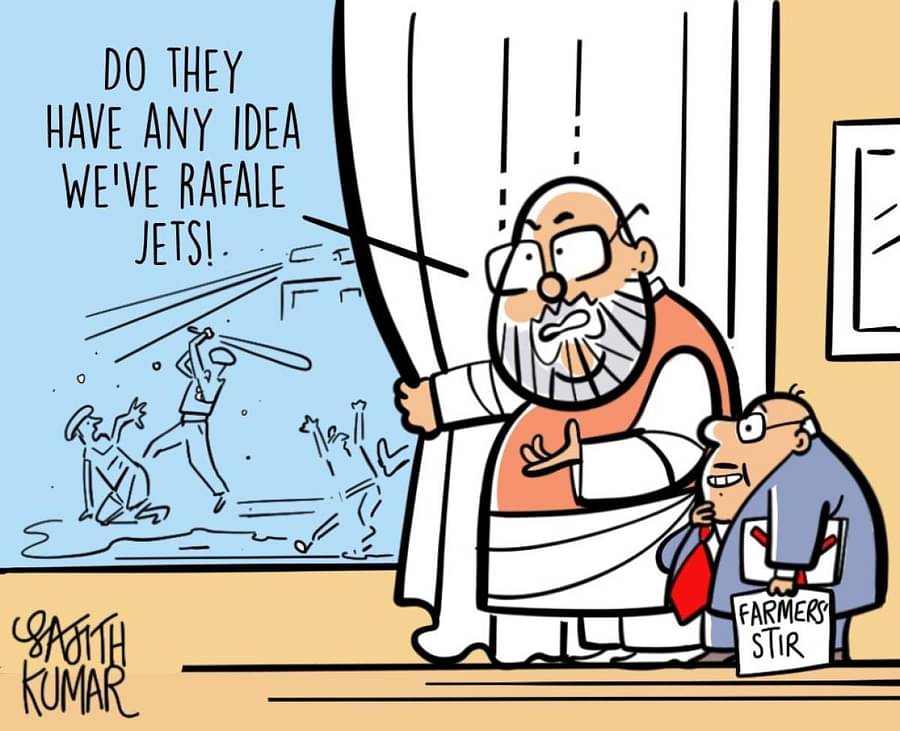 DO THEY
HAVE ANY IDEA
WE'VE RAFALE
JETS!
FARMERS'
STIR
SAJITH
KUMAR